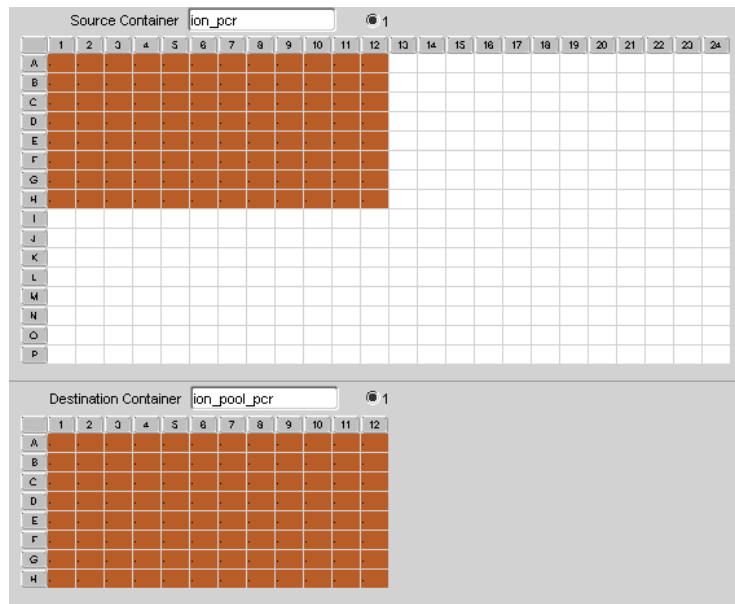 Source Container ion_pcr 1
1 2 3 4 5 6 7 8 9 10 11 12 13 14 15 16 17 18 19 20 21 22 23 24
A
B
C
D
E
F
G
H
I
J
K
L
M
N
O
P
Destination Container ion_pool_pcr 1
1 2 3 4 5 6 7 8 9 10 11 12
A
B
C
D
E
F
G
H